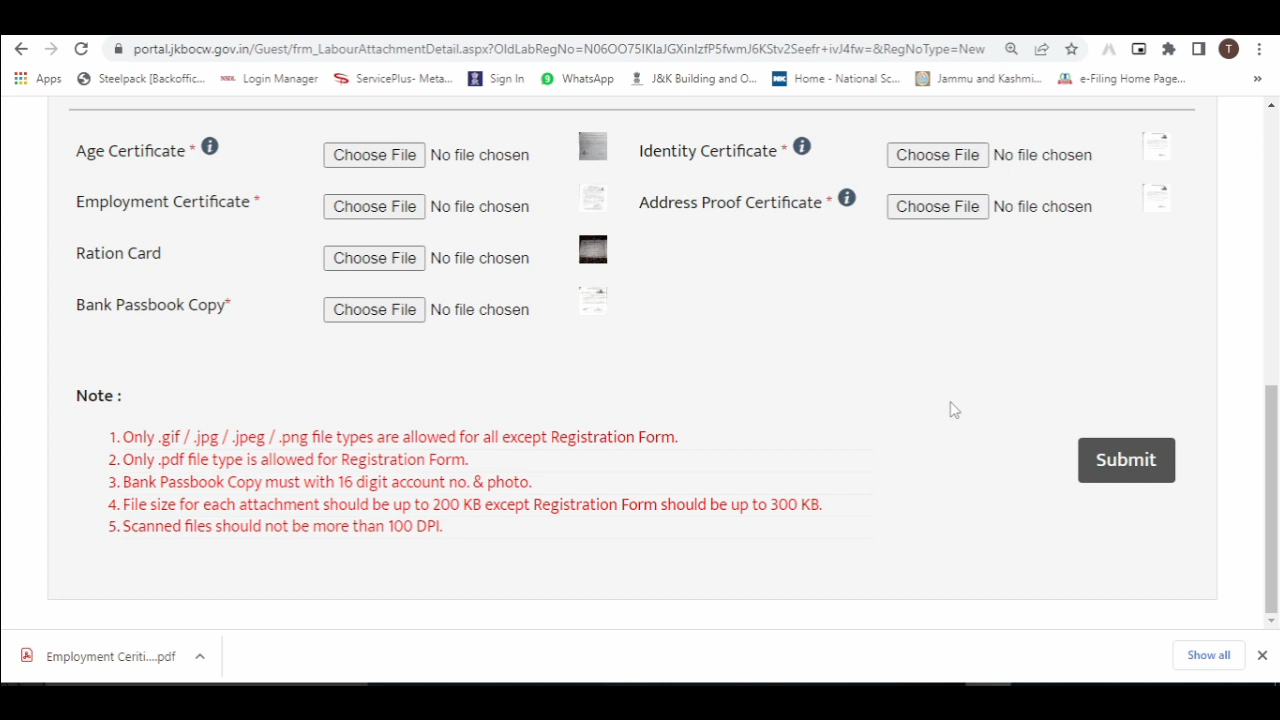 portal.jkbocw.gov.in/Guest/frm_LabourAttachmentDetail.aspx?OldLabRegNo=N06OO75IKlaJGXinIzfP5fwmJ6KStv2Seefr+ivJ4fw=&RegNoType=New
T
Apps Steelpack [Backoffic... NSDL Login Manager ServicePlus- Meta... Sign In 9 WhatsApp J&K Building and O... Home - National Sc... Jammu and Kashmi... e-Filing Home Page... »
Age Certificate * i Choose File No file chosen Identity Certificate * i Choose File No file chosen
Employment Certificate * Choose File No file chosen Address Proof Certificate * i Choose File No file chosen
Ration Card Choose File No file chosen
Bank Passbook Copy* Choose File No file chosen
Note :
1. Only .gif / .jpg / .jpeg / .png file types are allowed for all except Registration Form.
2. Only .pdf file type is allowed for Registration Form.
3. Bank Passbook Copy must with 16 digit account no. & photo.
4. File size for each attachment should be up to 200 KB except Registration Form should be up to 300 KB.
5. Scanned files should not be more than 100 DPI.
Submit
Employment Ceriti....pdf Show all